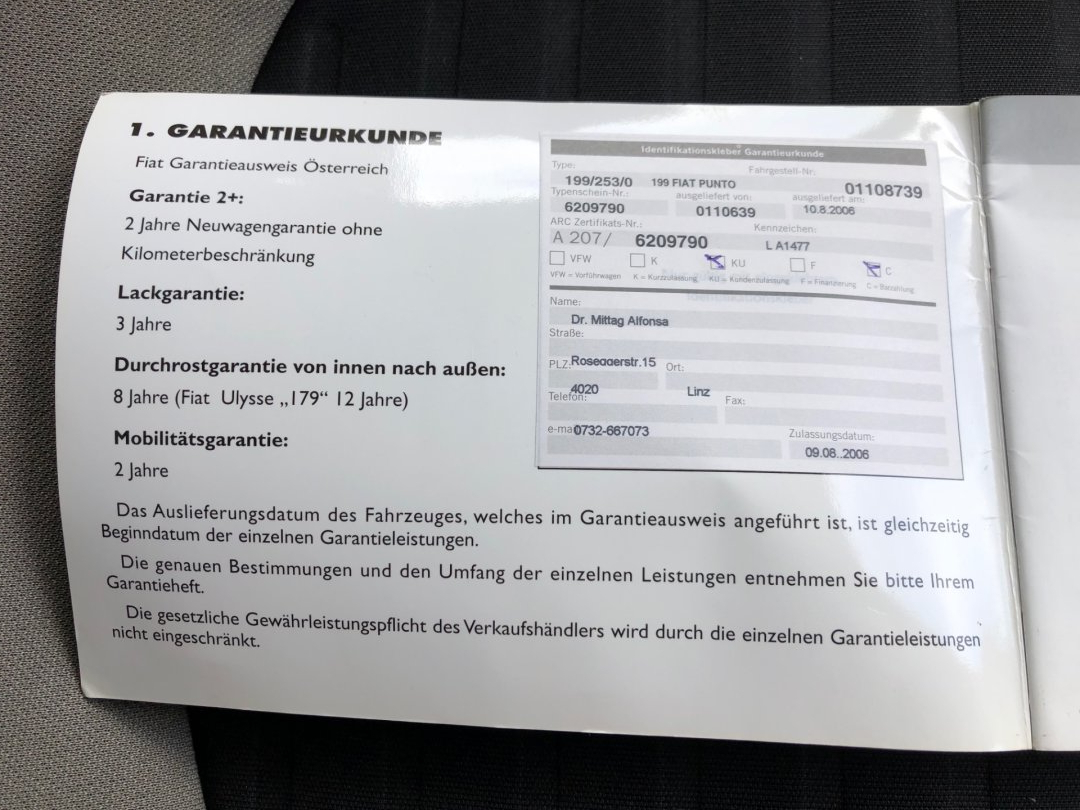 1. GARANTIEURKUNDE
Fiat Garantieausweis Österreich
Garantie 2+:
2 Jahre Neuwagengarantie ohne
Kilometerbeschränkung
Lackgarantie:
3 Jahre
Durchrostgarantie von innen nach außen:
8 Jahre (Fiat Ulysse „179“ 12 Jahre)
Mobilitätsgarantie:
2 Jahre
Identifikationskleber Garantieurkunde
Type: Fahrgestell-Nr.
199/253/0 199 FIAT PUNTO 01108739
Typenschein-Nr.: ausgeliefert von: ausgeliefert am:
6209790 0110639 10.8.2006
ARC Zertifikats-Nr.: Kennzeichen:
A 207/ 6209790 L A1477
VFW K KU F C
VFW = Vorführwagen K = Kurzzulassung KU = Kundenzulassung F = Finanzierung C = Barzahlung
Name:
Dr. Mittag Alfonsa
Straße:
PLZ: Roseggerstr.15 Ort:
4020 Linz
Telefon: Fax:
e-ma 0732-667073 Zulassungsdatum:
09.08..2006
Das Auslieferungsdatum des Fahrzeuges, welches im Garantieausweis angeführt ist, ist gleichzeitig
Beginndatum der einzelnen Garantieleistungen.
Die genauen Bestimmungen und den Umfang der einzelnen Leistungen entnehmen Sie bitte Ihrem
Garantieheft.
Die gesetzliche Gewährleistungspflicht des Verkaufshändlers wird durch die einzelnen Garantieleistungen
nicht eingeschränkt.